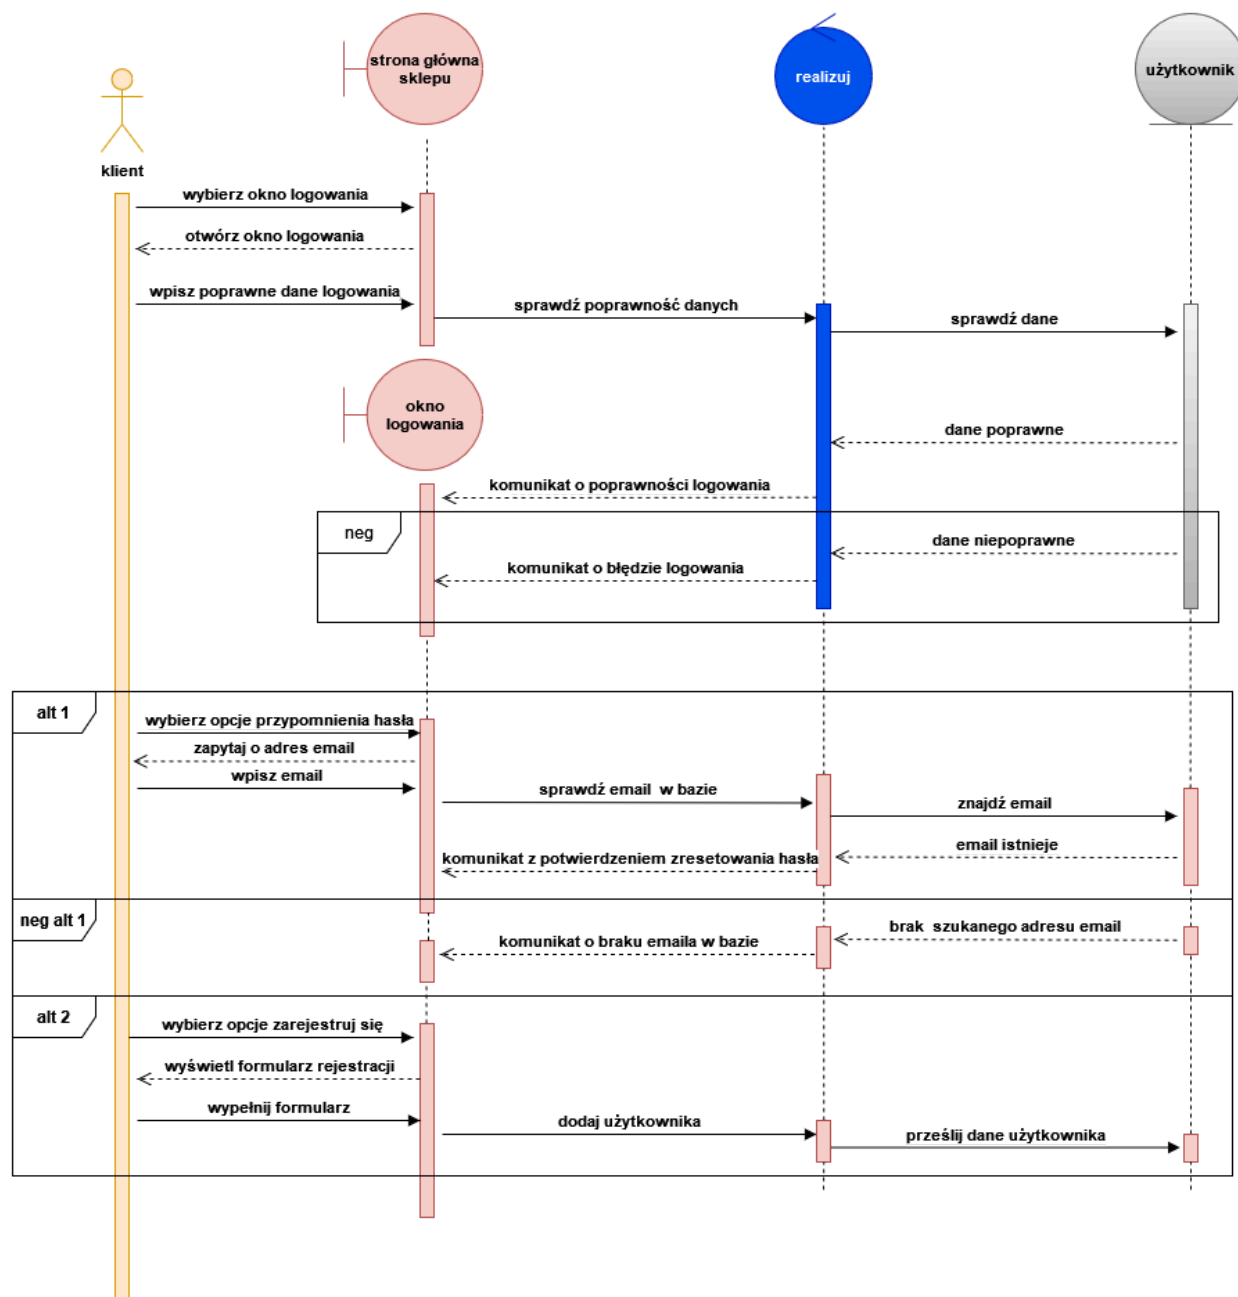 strona główna
sklepu
realizuj
użytkownik
klient
wybierz okno logowania
otwórz okno logowania
wpisz poprawne dane logowania
sprawdź poprawność danych
sprawdź dane
okno
logowania
dane poprawne
komunikat o poprawności logowania
neg
dane niepoprawne
komunikat o błędzie logowania
alt 1
wybierz opcje przypomnienia hasła
zapytaj o adres email
wpisz email
sprawdź email w bazie
znajdź email
email istnieje
komunikat z potwierdzeniem zresetowania hasła
neg alt 1
brak szukanego adresu email
komunikat o braku emaila w bazie
alt 2
wybierz opcje zarejestruj się
wyświetl formularz rejestracji
wypełnij formularz
dodaj użytkownika
prześlij dane użytkownika